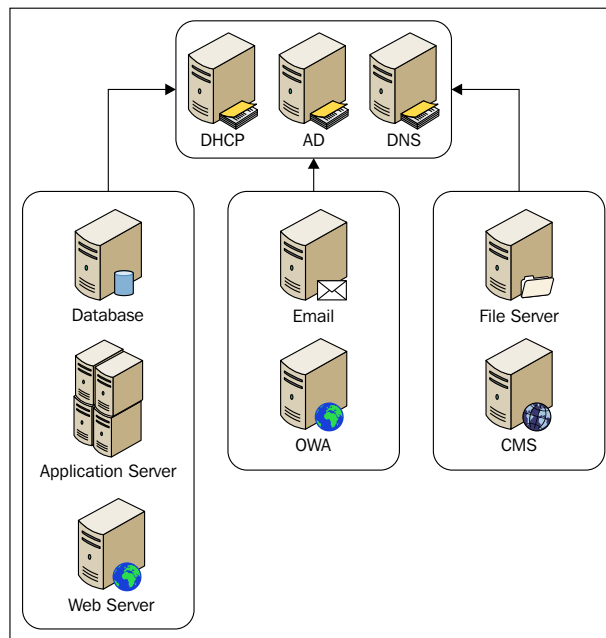 DHCP
AD
DNS
Database
Application Server
Web Server
Email
OWA
File Server
CMS